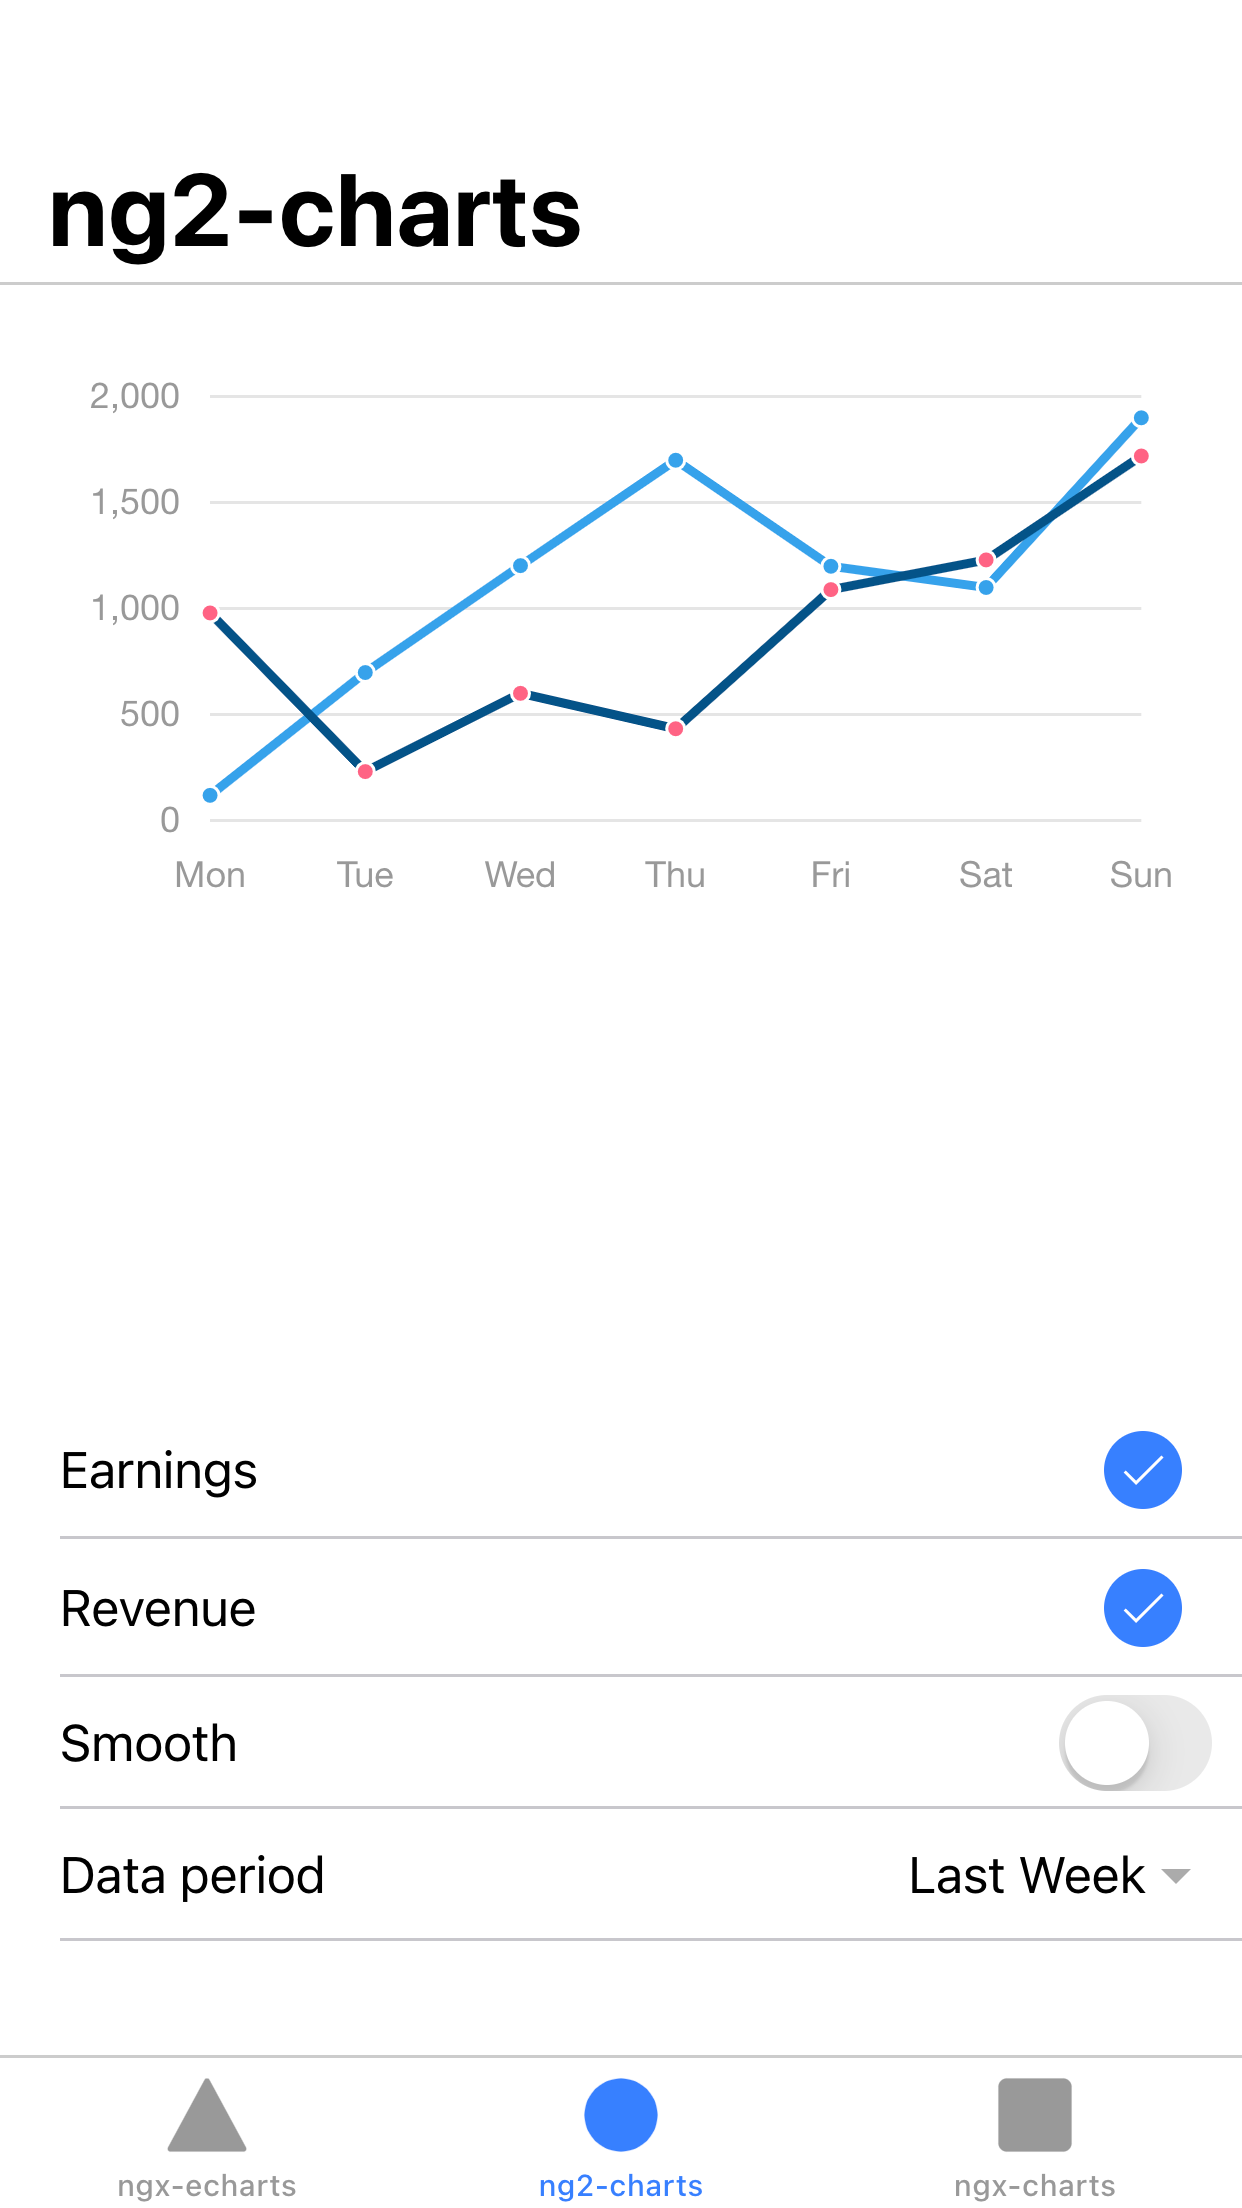 ng2-charts
2,000
1,500
1,000
500
0
Mon Tue Wed Thu Fri Sat Sun
Earnings
Revenue
Smooth
Data period Last Week
ngx-echarts ng2-charts ngx-charts